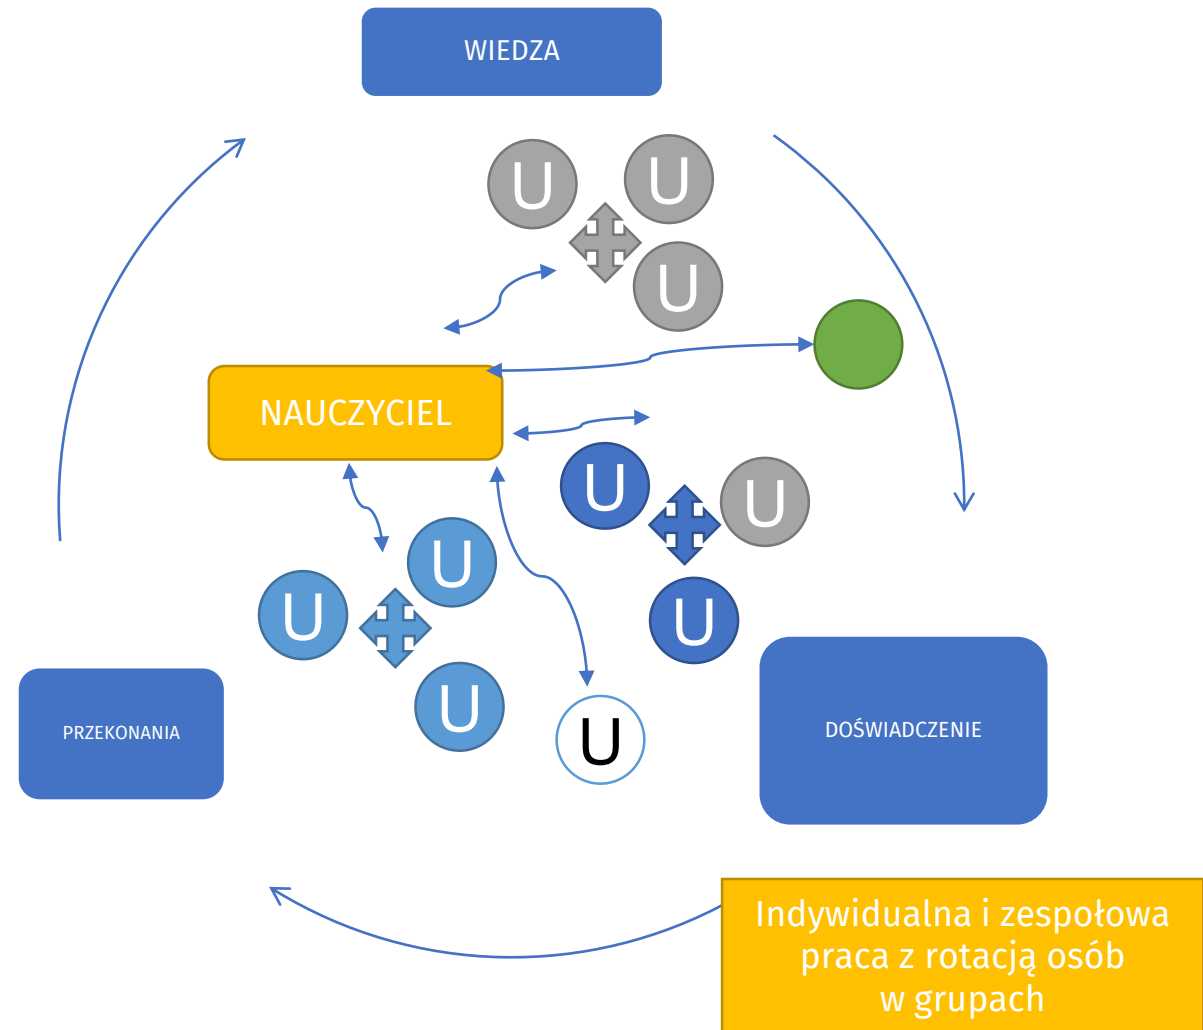 WIEDZA
U
U
U
NAUCZYCIEL
U
U
U
U
U
U
U
PRZEKONANIA
DOŚWIADCZENIE
Indywidualna i zespołowa
praca z rotacją osób
w grupach